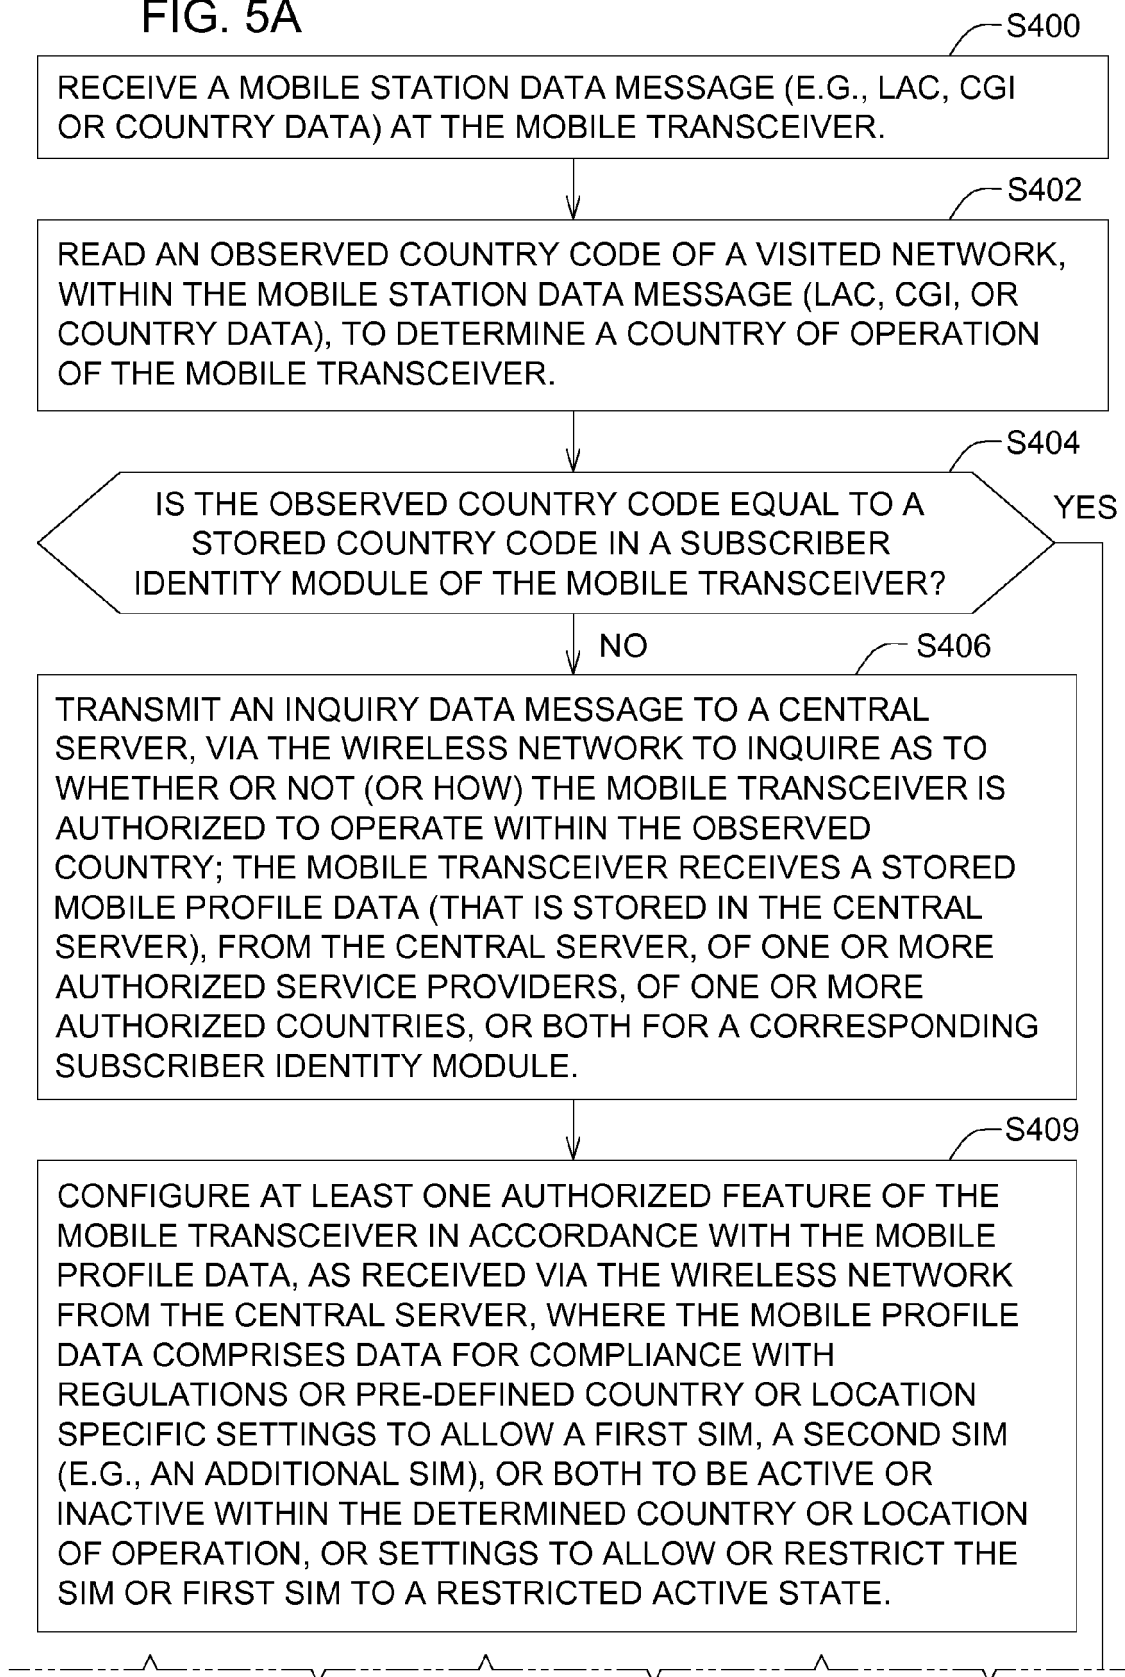 FIG. 5A
S400
RECEIVE A MOBILE STATION DATA MESSAGE (E.G., LAC, CGI
OR COUNTRY DATA) AT THE MOBILE TRANSCEIVER.
S402
READ AN OBSERVED COUNTRY CODE OF A VISITED NETWORK,
WITHIN THE MOBILE STATION DATA MESSAGE (LAC, CGI, OR
COUNTRY DATA), TO DETERMINE A COUNTRY OF OPERATION
OF THE MOBILE TRANSCEIVER.
S404
IS THE OBSERVED COUNTRY CODE EQUAL TO A
STORED COUNTRY CODE IN A SUBSCRIBER
IDENTITY MODULE OF THE MOBILE TRANSCEIVER?
YES
NO
S406
TRANSMIT AN INQUIRY DATA MESSAGE TO A CENTRAL
SERVER, VIA THE WIRELESS NETWORK TO INQUIRE AS TO
WHETHER OR NOT (OR HOW) THE MOBILE TRANSCEIVER IS
AUTHORIZED TO OPERATE WITHIN THE OBSERVED
COUNTRY; THE MOBILE TRANSCEIVER RECEIVES A STORED
MOBILE PROFILE DATA (THAT IS STORED IN THE CENTRAL
SERVER), FROM THE CENTRAL SERVER, OF ONE OR MORE
AUTHORIZED SERVICE PROVIDERS, OF ONE OR MORE
AUTHORIZED COUNTRIES, OR BOTH FOR A CORRESPONDING
SUBSCRIBER IDENTITY MODULE.
S409
CONFIGURE AT LEAST ONE AUTHORIZED FEATURE OF THE
MOBILE TRANSCEIVER IN ACCORDANCE WITH THE MOBILE
PROFILE DATA, AS RECEIVED VIA THE WIRELESS NETWORK
FROM THE CENTRAL SERVER, WHERE THE MOBILE PROFILE
DATA COMPRISES DATA FOR COMPLIANCE WITH
REGULATIONS OR PRE-DEFINED COUNTRY OR LOCATION
SPECIFIC SETTINGS TO ALLOW A FIRST SIM, A SECOND SIM
(E.G., AN ADDITIONAL SIM), OR BOTH TO BE ACTIVE OR
INACTIVE WITHIN THE DETERMINED COUNTRY OR LOCATION
OF OPERATION, OR SETTINGS TO ALLOW OR RESTRICT THE
SIM OR FIRST SIM TO A RESTRICTED ACTIVE STATE.